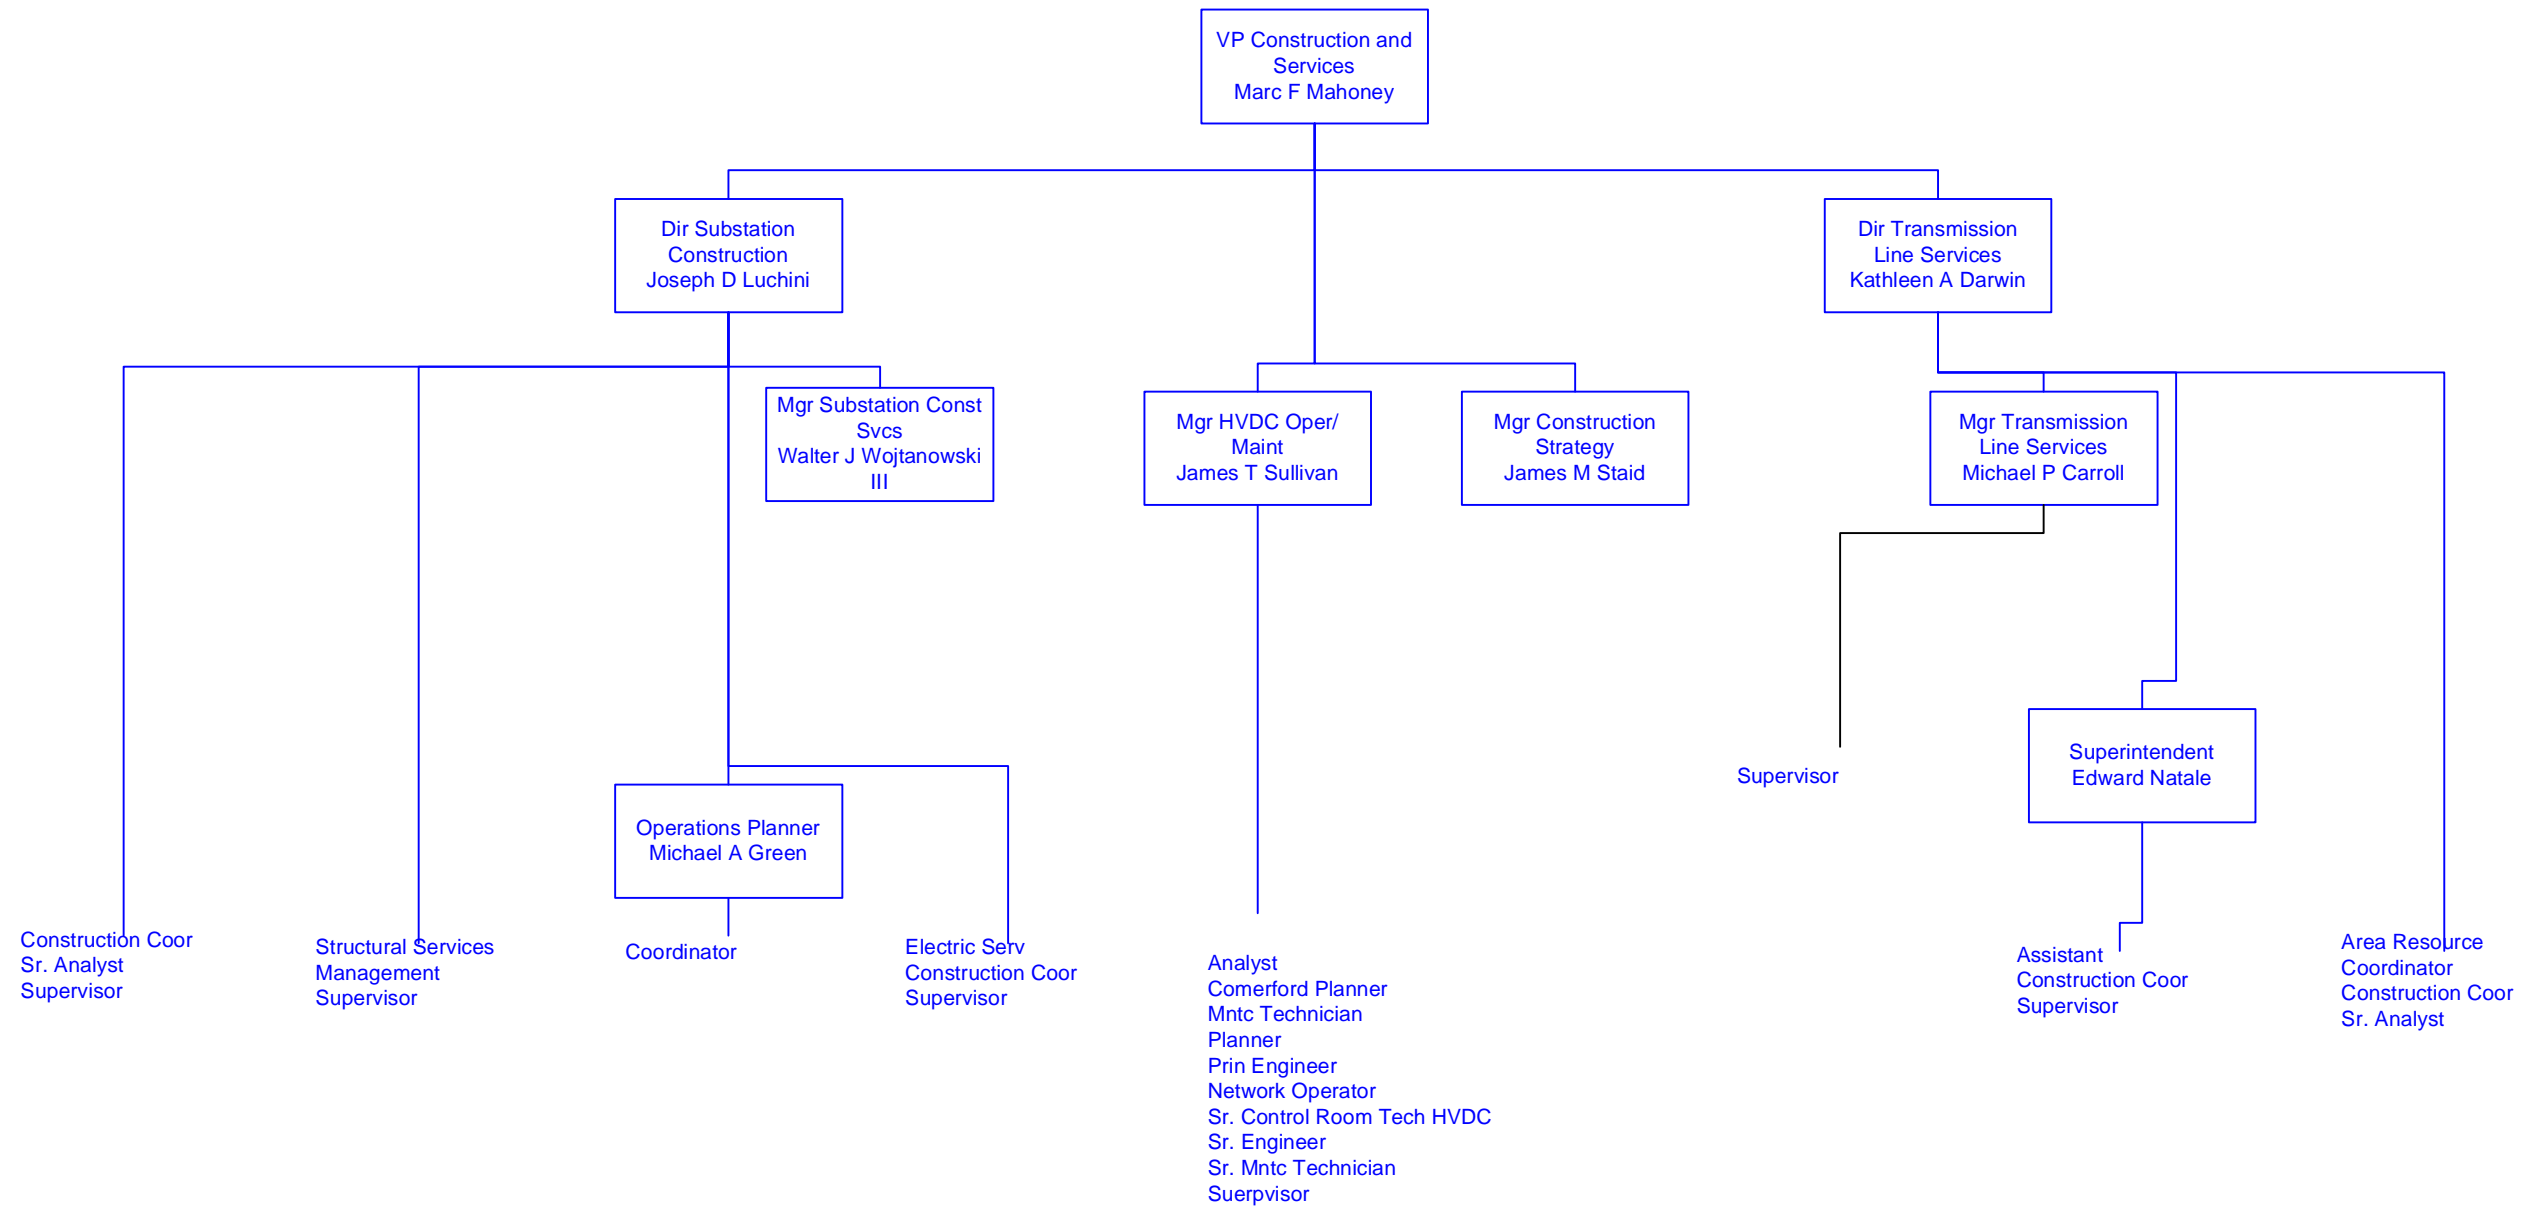 VP Construction and
Services
Marc F Mahoney
Dir Substation
Construction
Joseph D Luchini
Dir Transmission
Line Services
Kathleen A Darwin
Mgr Substation Const
Svcs
Walter J Wojtanowski
III
Mgr HVDC Oper/
Maint
James T Sullivan
Mgr Construction
Strategy
James M Staid
Mgr Transmission
Line Services
Michael P Carroll
Supervisor
Superintendent
Edward Natale
Operations Planner
Michael A Green
Construction Coor
Sr. Analyst
Supervisor
Structural Services
Management
Supervisor
Coordinator
Electric Serv
Construction Coor
Supervisor
Analyst
Comerford Planner
Mntc Technician
Planner
Prin Engineer
Network Operator
Sr. Control Room Tech HVDC
Sr. Engineer
Sr. Mntc Technician
Suerpvisor
Assistant
Construction Coor
Supervisor
Area Resource
Coordinator
Construction Coor
Sr. Analyst